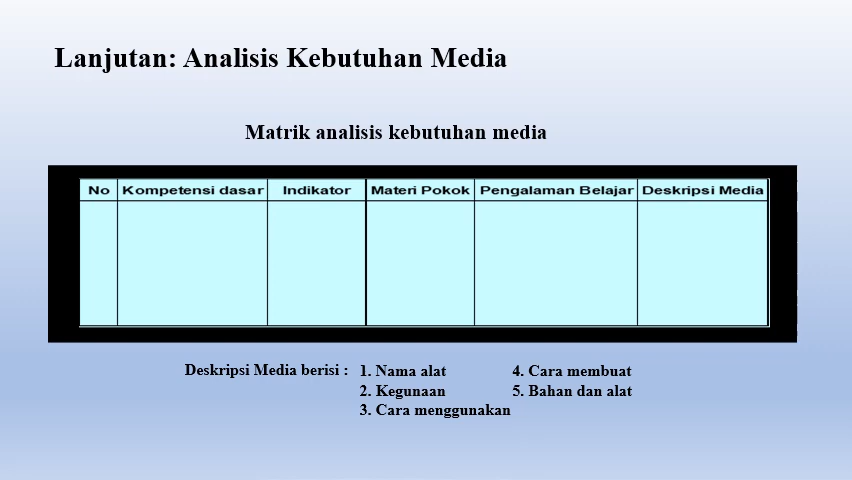 Lanjutan: Analisis Kebutuhan Media
Matrik analisis kebutuhan media
No Kompetensi dasar Indikator Materi Pokok Pengalaman Belajar Deskripsi Media
Deskripsi Media berisi : 1. Nama alat 4. Cara membuat
2. Kegunaan 5. Bahan dan alat
3. Cara menggunakan